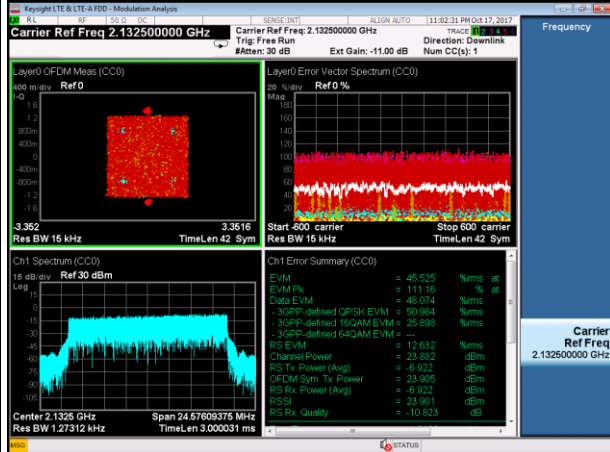 Keysight LTE & LTE-A FDD - Modulation Analysis
RL RF 50 Ω DC SENSE:INT ALIGN AUTO 11:02:31 PM Oct 17, 2017
Carrier Ref Freq 2.132500000 GHz
Carrier Ref Freq: 2.132500000 GHz
Trig: Free Run
#Atten: 30 dB Ext Gain: -11.00 dB
TRACE 1 2 3 4 5 6
Direction: Downlink
Num CC(s): 1
Frequency
Layer0 OFDM Meas (CC0)
400 m/div Ref 0
I-Q
1.6
1.2
800m
400m
0
-400m
-800m
-1.2
-1.6
-3.352 3.3516
Res BW 15 kHz TimeLen 42 Sym
Layer0 Error Vector Spectrum (CC0)
20 %/div Ref 0 %
Mag
180
160
140
120
100
80
60
40
20
Start -600 carrier Stop 600 carrier
Res BW 15 kHz TimeLen 42 Sym
Ch1 Spectrum (CC0)
15 dB/div Ref 30 dBm
Log
15
0
-15
-30
-45
-60
-75
-90
-105
Center 2.1325 GHz Span 24.57609375 MHz
Res BW 1.27312 kHz TimeLen 3.000031 ms
Ch1 Error Summary (CC0)
EVM = 45.525 %rms at
EVM Pk = 111.16 % at
Data EVM = 48.074 %rms
- 3GPP-defined QPSK EVM = 50.984 %rms
- 3GPP-defined 16QAM EVM = 25.898 %rms
- 3GPP-defined 64QAM EVM = ---
RS EVM = 12.632 %rms
Channel Power = 23.882 dBm
RS Tx. Power (Avg) = -6.922 dBm
OFDM Sym. Tx. Power = 23.905 dBm
RS Rx. Power (Avg) = -6.922 dBm
RSSI = 23.901 dBm
RS Rx. Quality = -10.823 dB
Carrier
Ref Freq
2.132500000 GHz
MSG STATUS